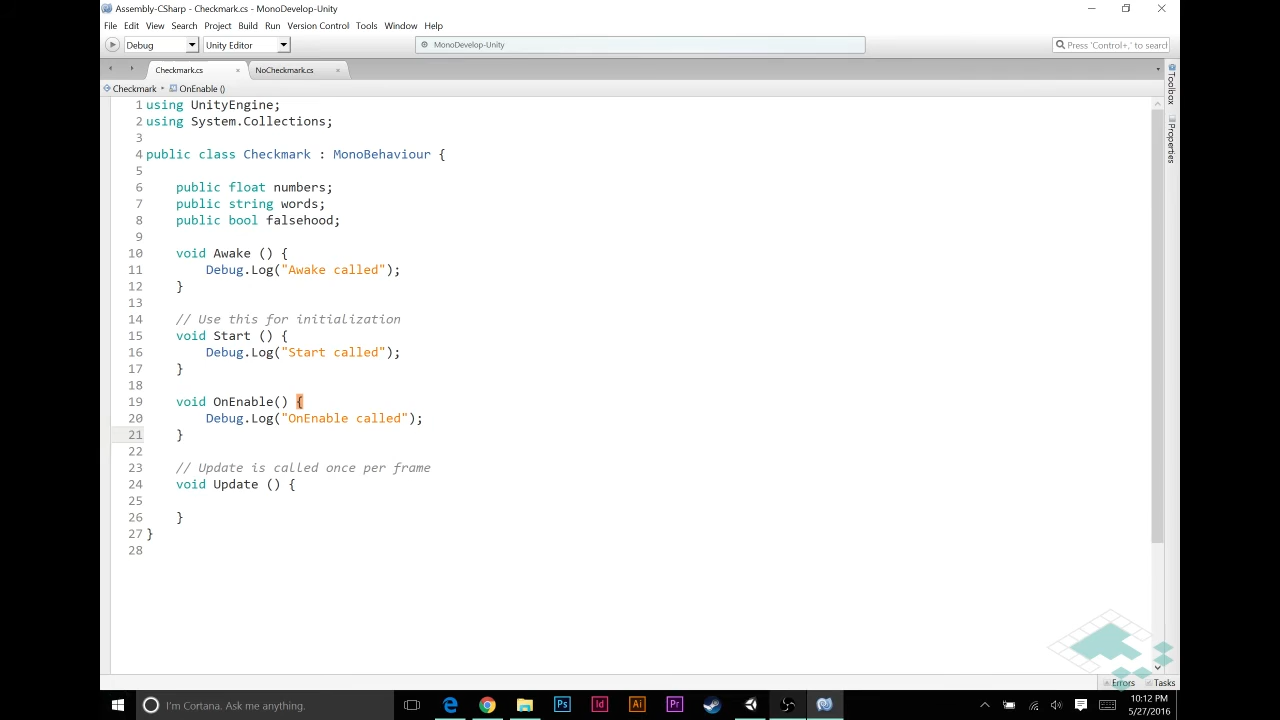 Assembly-CSharp - Checkmark.cs - MonoDevelop-Unity
File Edit View Search Project Build Run Version Control Tools Window Help
Debug Unity Editor MonoDevelop-Unity Press 'Control+,' to search
Checkmark.cs NoCheckmark.cs
Checkmark OnEnable ()
Toolbox
Properties
1 using UnityEngine;
2 using System.Collections;
3
4 public class Checkmark : MonoBehaviour {
5
6 public float numbers;
7 public string words;
8 public bool falsehood;
9
10 void Awake () {
11 Debug.Log("Awake called");
12 }
13
14 // Use this for initialization
15 void Start () {
16 Debug.Log("Start called");
17 }
18
19 void OnEnable() {
20 Debug.Log("OnEnable called");
21 }
22
23 // Update is called once per frame
24 void Update () {
25
26 }
27 }
28
Errors Tasks
I'm Cortana. Ask me anything. Ps Id Ai Pr 10:12 PM
5/27/2016